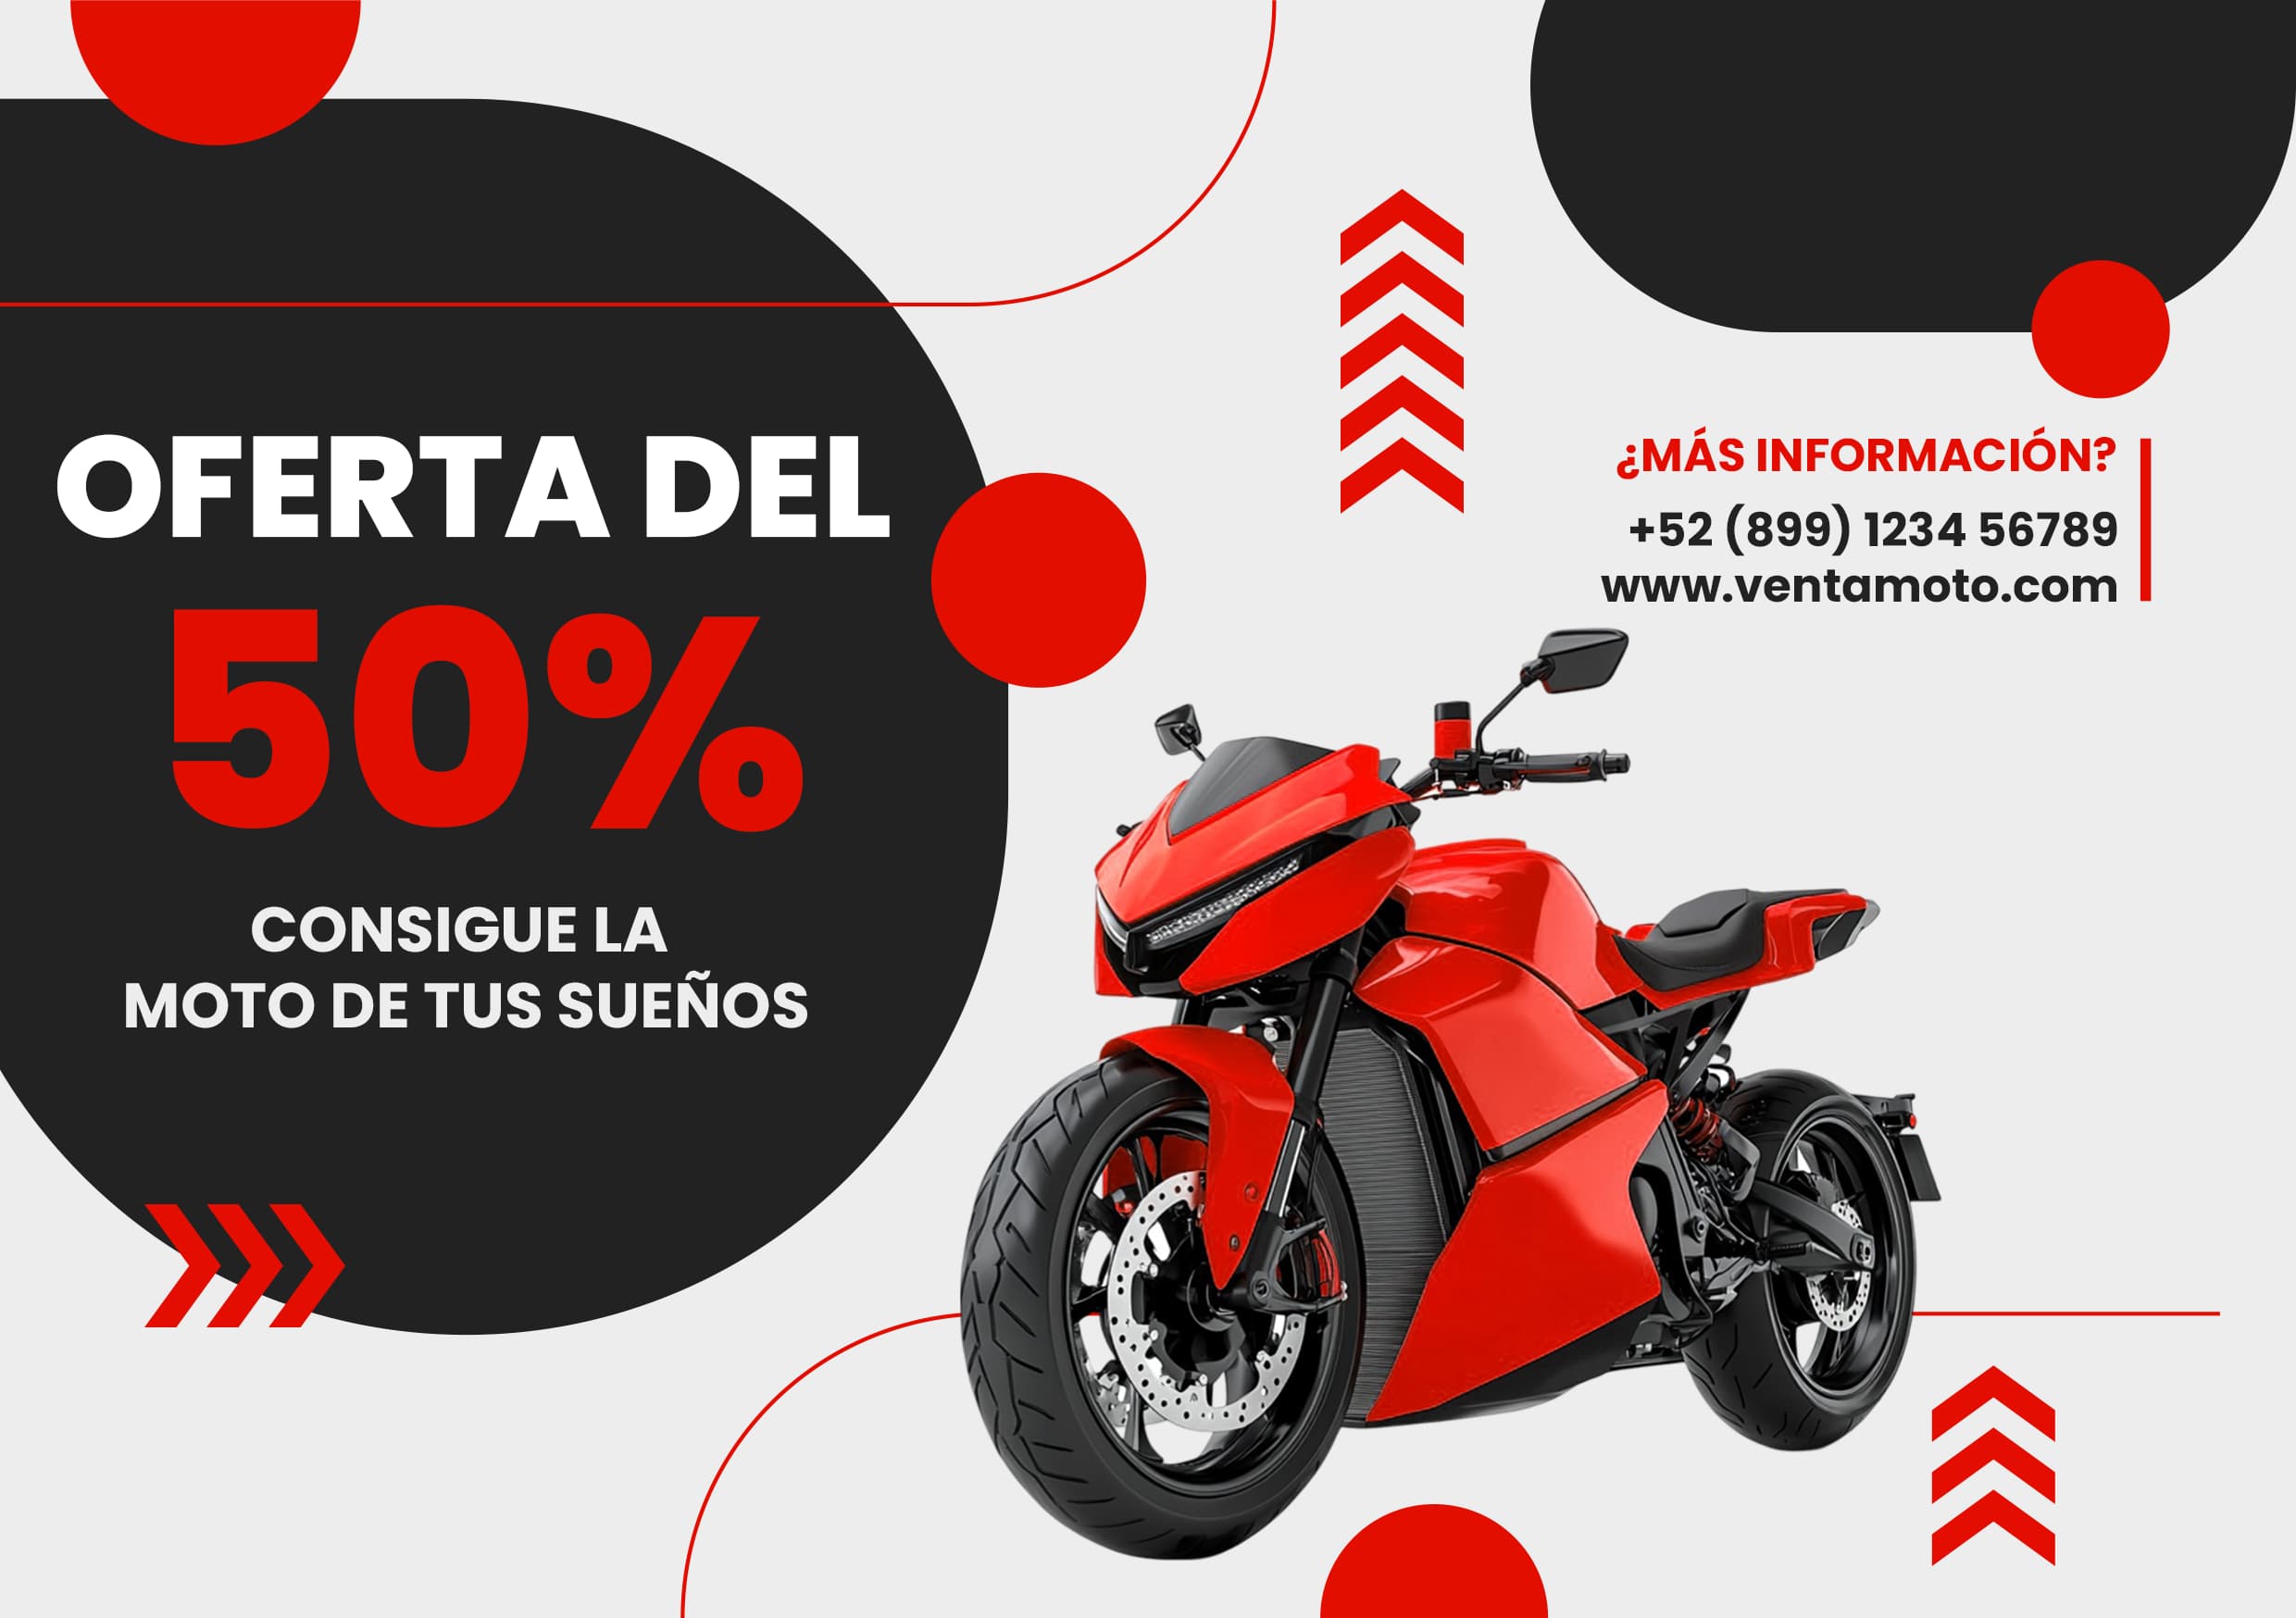 OFERTA DEL
50%
CONSIGUE LA
MOTO DE TUS SUEÑOS
¿MÁS INFORMACIÓN?
+52 (899) 1234 56789
www.ventamoto.com